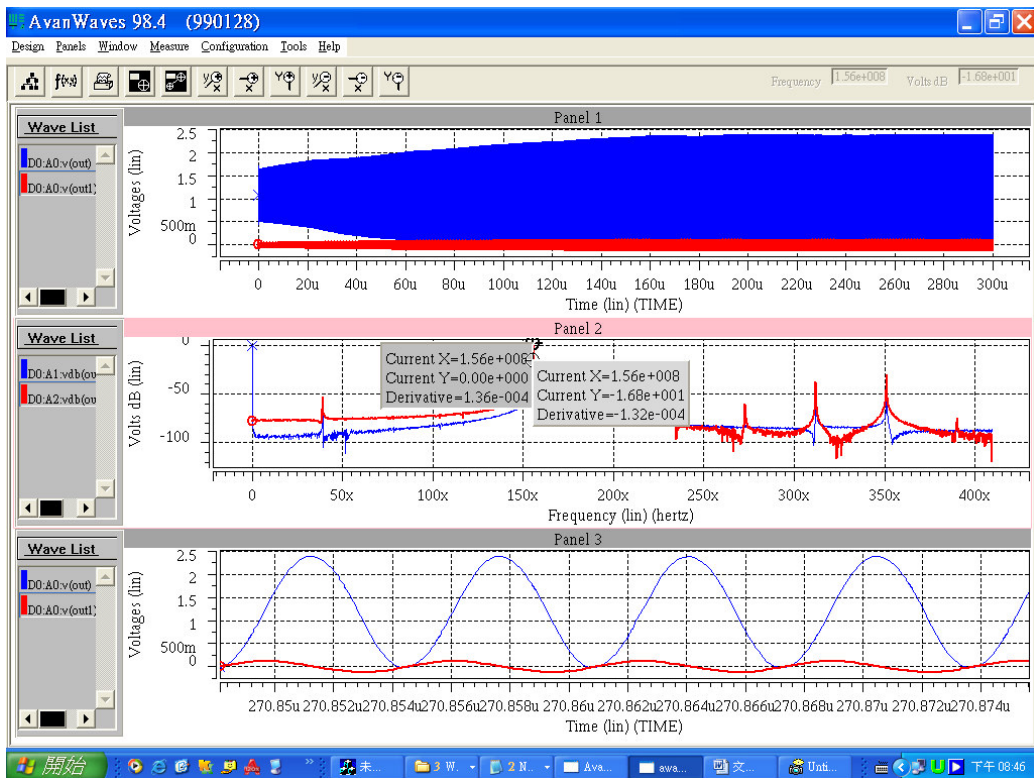 AvanWaves 98.4 (990128)
Design Panels Window Measure Configuration Tools Help
f(x)
Frequency 1.56e+008 Volts dB -1.68e+001
Panel 1
Wave List
D0:A0:v(out)
D0:A0:v(out1)
Voltages (lin)
2.5
2
1.5
1
500m
0
0 20u 40u 60u 80u 100u 120u 140u 160u 180u 200u 220u 240u 260u 280u 300u
Time (lin) (TIME)
Panel 2
Wave List
D0:A1:vdb(ou
D0:A2:vdb(ou
Volts dB (lin)
0
-50
-100
Current X=1.56e+008
Current Y=0.00e+000
Derivative=1.36e-004
Current X=1.56e+008
Current Y=-1.68e+001
Derivative=-1.32e-004
0 50x 100x 150x 200x 250x 300x 350x 400x
Frequency (lin) (hertz)
Panel 3
Wave List
D0:A0:v(out)
D0:A0:v(out1)
Voltages (lin)
2.5
2
1.5
1
500m
0
270.85u 270.852u 270.854u 270.856u 270.858u 270.86u 270.862u 270.864u 270.866u 270.868u 270.87u 270.872u 270.874u
Time (lin) (TIME)
開始 未... 3 W. 2 N.. Ava... awa... 文... Unti... 下午 08:46